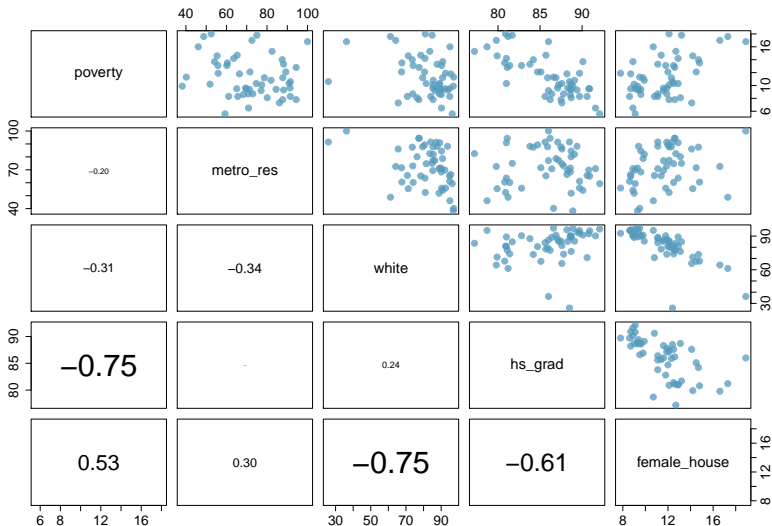 40 60 80 100 80 85 90
poverty 6 10 16
40 70 100 −0.20 metro_res
−0.31 −0.34 white 30 60 90
80 85 90 −0.75 0.24 hs_grad
0.53 0.30 −0.75 −0.61 female_house 8 12 16
6 8 12 16 30 50 70 90 8 12 16